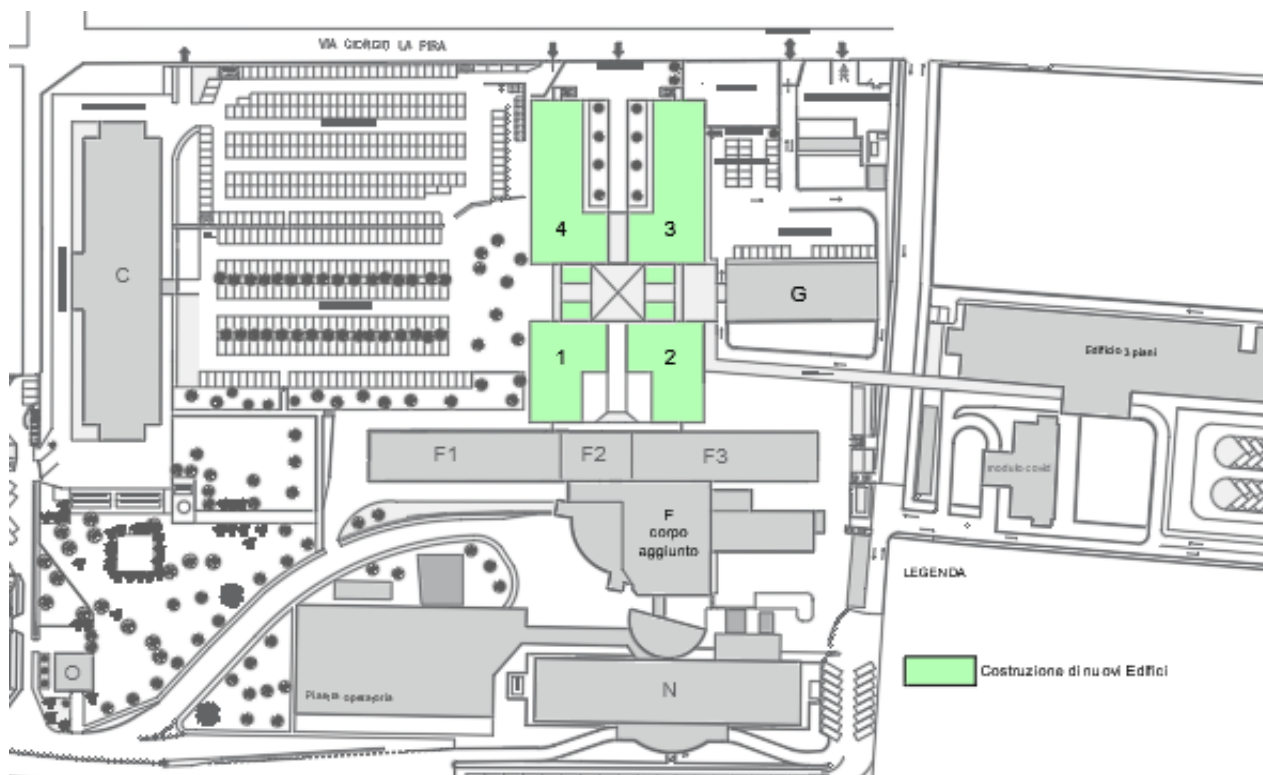 VIA GIORGIO LA PIRA
4
3
C
G
1
2
Edificio 3 piani
F1
F2
F3
modulo covid
F
corpo
aggiunto
LEGENDA
Costruzione di nuovi Edifici
N